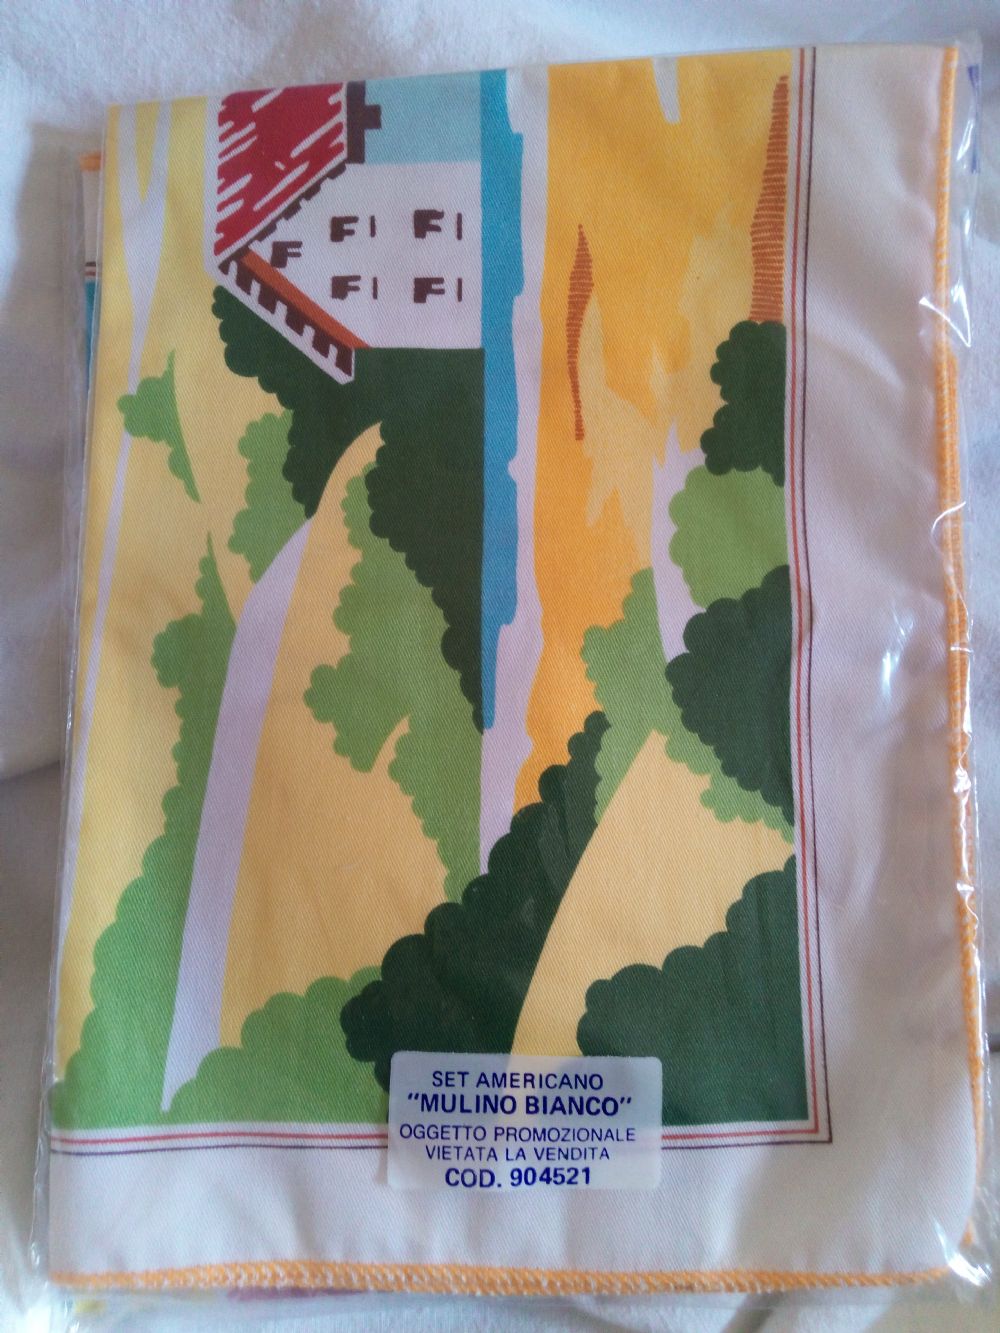 SET AMERICANO
"MULINO BIANCO"
OGGETTO PROMOZIONALE
VIETATA LA VENDITA
COD. 904521